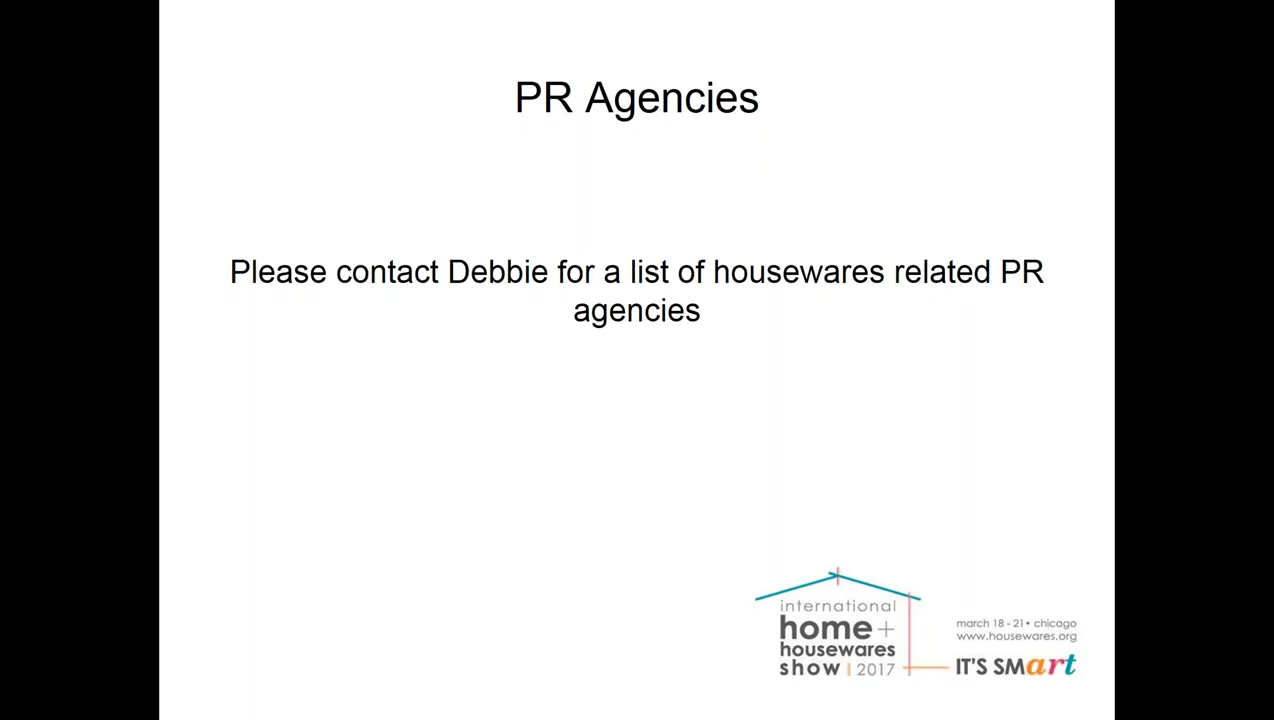 PR Agencies
Please contact Debbie for a list of housewares related PR
agencies
international
home+
housewares
show | 2017
march 18 - 21• chicago
www.housewares.org
IT'S SMart